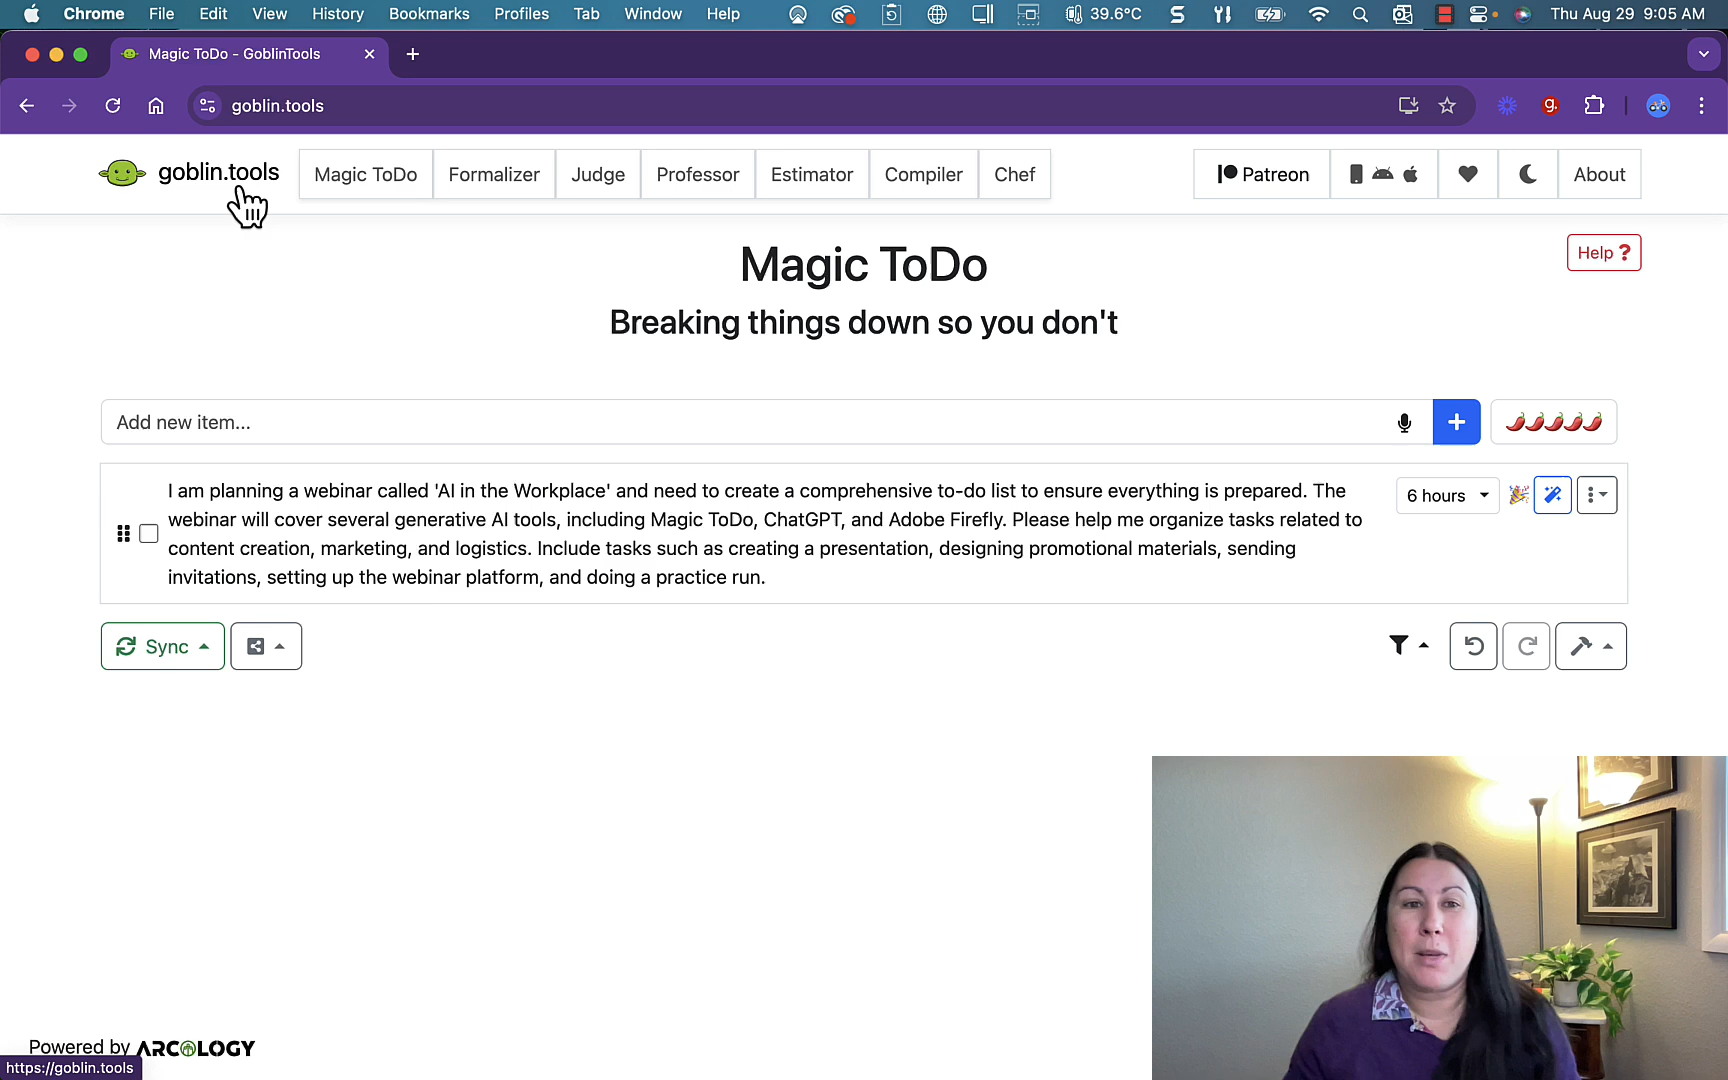 Chrome File Edit View History Bookmarks Profiles Tab Window Help 39.6°C Thu Aug 29 9:05 AM
Magic ToDo - GoblinTools
goblin.tools
goblin.tools Magic ToDo Formalizer Judge Professor Estimator Compiler Chef Patreon About
Help ?
Magic ToDo
Breaking things down so you don't
Add new item...
I am planning a webinar called 'AI in the Workplace' and need to create a comprehensive to-do list to ensure everything is prepared. The
6 hours
webinar will cover several generative AI tools, including Magic ToDo, ChatGPT, and Adobe Firefly. Please help me organize tasks related to
content creation, marketing, and logistics. Include tasks such as creating a presentation, designing promotional materials, sending
invitations, setting up the webinar platform, and doing a practice run.
Sync
Powered by ARCOLOGY
https://goblin.tools